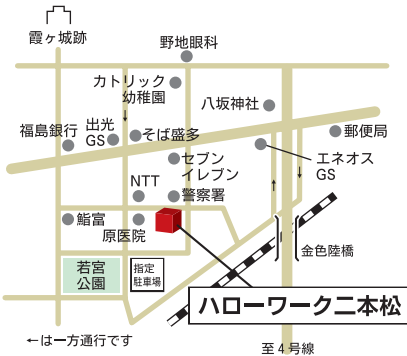 霞ヶ城跡
野地眼科
カトリック
幼稚園
八坂神社
福島銀行
出光
GS
そば盛多
郵便局
セブン
イレブン
エネオス
GS
NTT
警察署
鮨富
原医院
金色陸橋
若宮
公園
指定
駐車場
ハローワーク二本松
←は一方通行です
至4号線